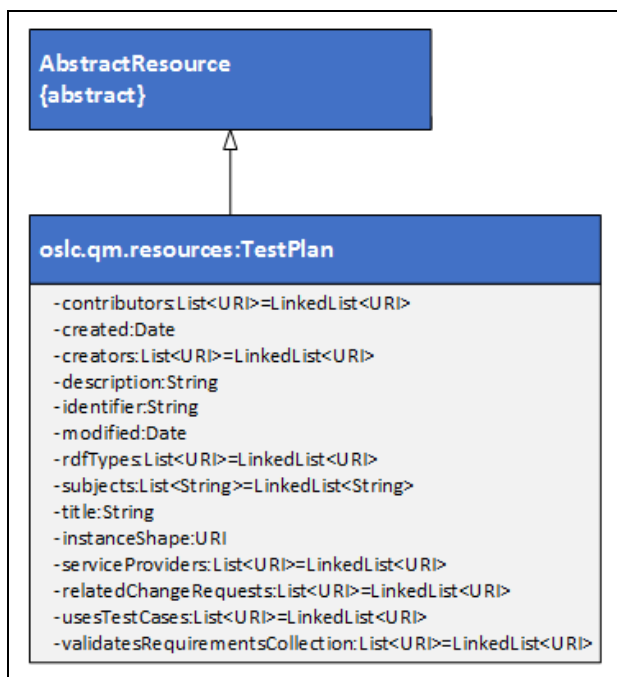 AbstractResource
{abstract}
oslc.qm.resources:TestPlan
-contributors:List<URI>=LinkedList<URI>
-created:Date
-creators:List<URI>=LinkedList<URI>
-description:String
-identifier:String
-modified:Date
-rdfTypes:List<URI>=LinkedList<URI>
-subjects:List<String>=LinkedList<String>
-title:String
-instanceShape:URI
-serviceProviders:List<URI>=LinkedList<URI>
-relatedChangeRequests:List<URI>=LinkedList<URI>
-usesTestCases:List<URI>=LinkedList<URI>
-validatesRequirementsCollection:List<URI>=LinkedList<URI>